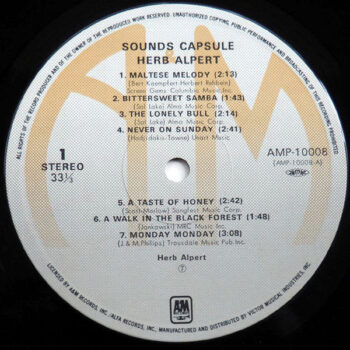 ALL RIGHTS OF THE RECORD PRODUCER AND OF THE OWNER OF THE REPRODUCED WORK RESERVED. UNAUTHORIZED COPYING, PUBLIC PERFORMANCE AND BROADCASTING OF THIS RECORD PROHIBITED
SOUNDS CAPSULE
HERB ALPERT
1. MALTESE MELODY (2:13)
(Bert Kaempfert-Herbert Rehbein)
Screen Gems Columbia Music Inc.
2. BITTERSWEET SAMBA (1:43)
(Sol Lake) Almo Music Corp.
3. THE LONELY BULL (2:14)
(Sol Lake) Almo Music Corp.
4. NEVER ON SUNDAY (2:41)
(Hadjidakis-Towne) Unart Music
1
STEREO
33⅓
AMP-10008
(AMP-10008-A)
5. A TASTE OF HONEY (2:42)
(Scott-Marlow) Songfest Music Corp.
6. A WALK IN THE BLACK FOREST (1:48)
(Jankowski) MRC Music Inc.
7. MONDAY MONDAY (3:08)
(J. & M. Phillips) Trousdale Music Pub. Inc.
Herb Alpert
A&M
RECORDS
LICENSED BY A&M RECORDS, INC./ALFA RECORDS, INC., MANUFACTURED AND DISTRIBUTED BY VICTOR MUSICAL INDUSTRIES, INC.